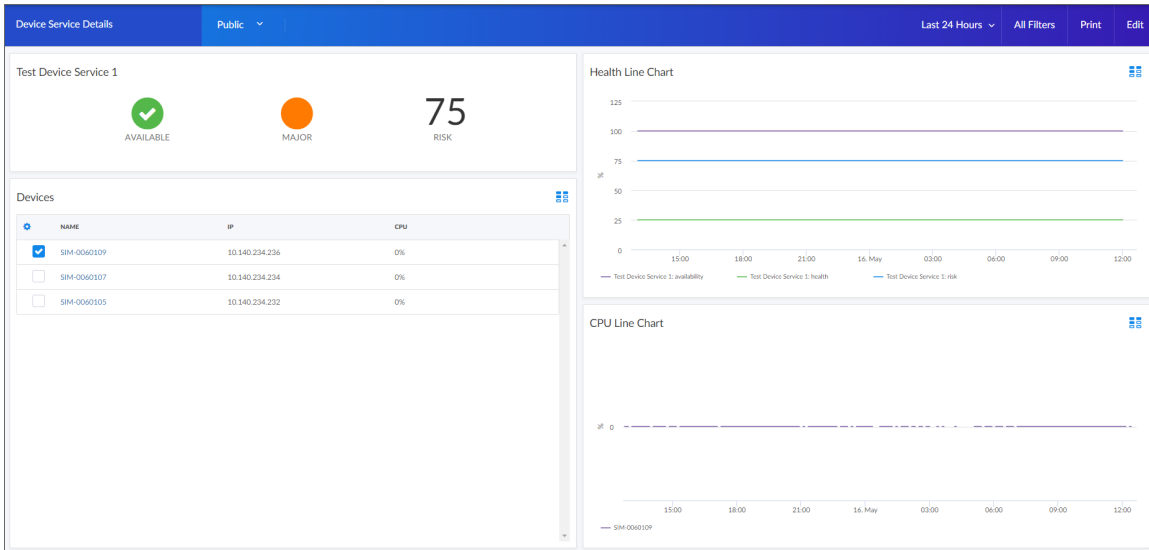 Device Service Details
Public
Last 24 Hours
All Filters
Print
Edit
Test Device Service 1
AVAILABLE
MAJOR
75
RISK
Devices
NAME IP CPU
SIM-0060109 10.140.234.236 0%
SIM-0060107 10.140.234.234 0%
SIM-0060105 10.140.234.232 0%
Health Line Chart
125
100
75
%
50
25
0
15:00 18:00 21:00 16. May 03:00 06:00 09:00 12:00
Test Device Service 1: availability Test Device Service 1: health Test Device Service 1: risk
CPU Line Chart
% 0
15:00 18:00 21:00 16. May 03:00 06:00 09:00 12:00
SIM-0060109